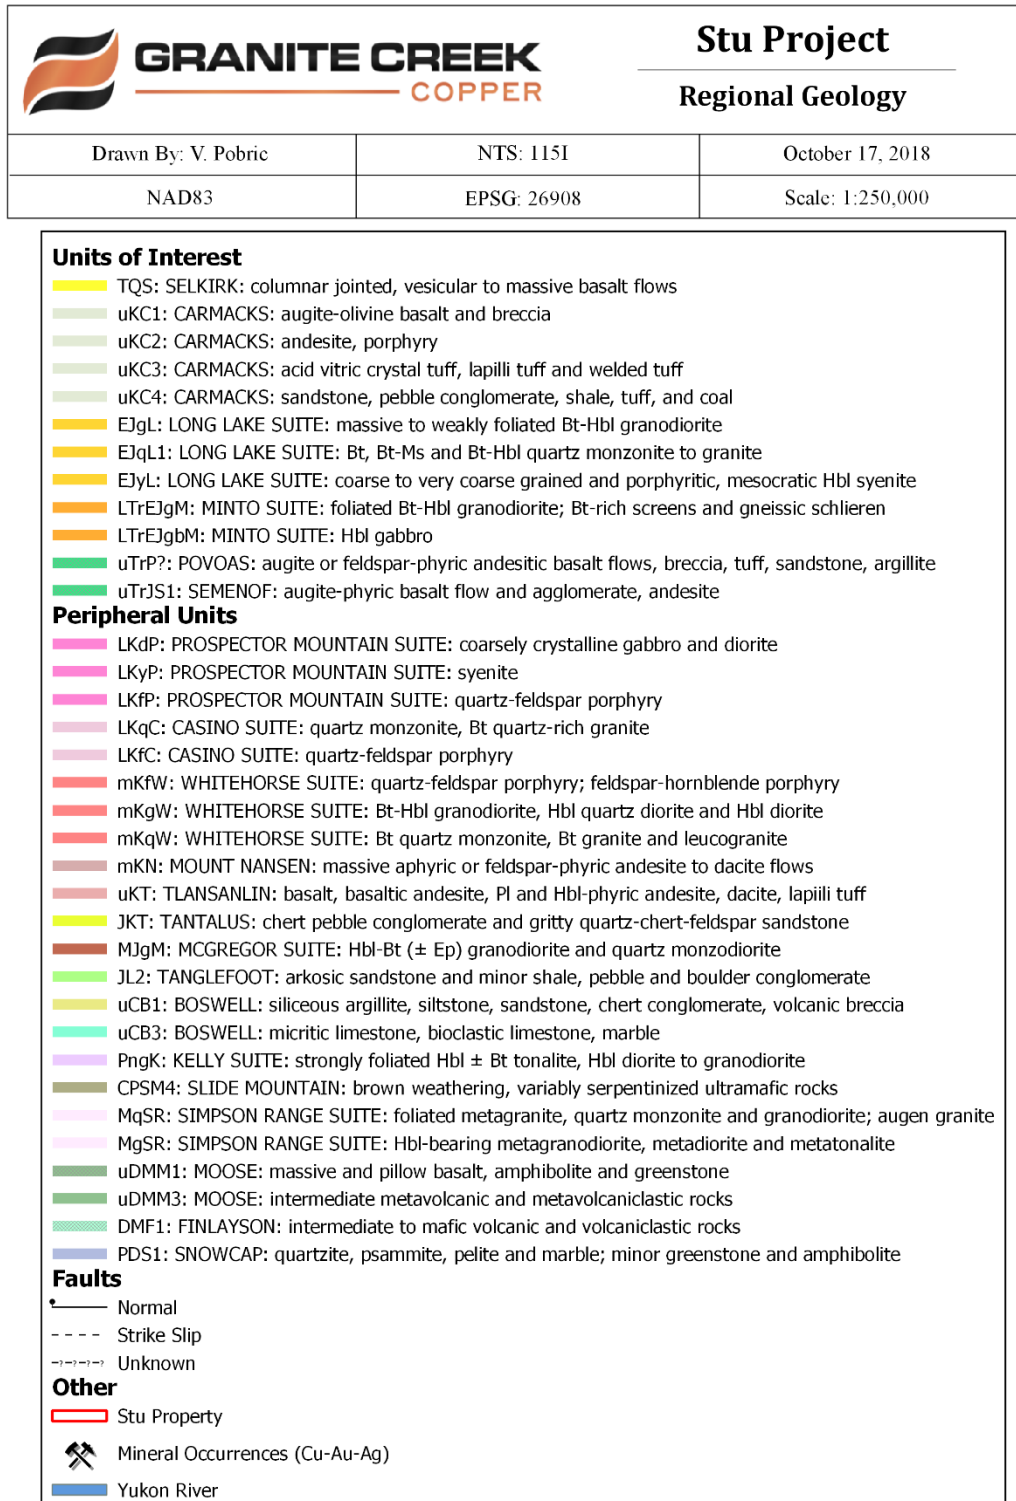 GRANITE CREEK
COPPER
Stu Project
Regional Geology
Drawn By: V. Pobric
NTS: 115I
October 17, 2018
NAD83
EPSG: 26908
Scale: 1:250,000
Units of Interest
TQS: SELKIRK: columnar jointed, vesicular to massive basalt flows
uKC1: CARMACKS: augite-olivine basalt and breccia
uKC2: CARMACKS: andesite, porphyry
uKC3: CARMACKS: acid vitric crystal tuff, lapilli tuff and welded tuff
uKC4: CARMACKS: sandstone, pebble conglomerate, shale, tuff, and coal
EJgL: LONG LAKE SUITE: massive to weakly foliated Bt-Hbl granodiorite
EJqL1: LONG LAKE SUITE: Bt, Bt-Ms and Bt-Hbl quartz monzonite to granite
EJyL: LONG LAKE SUITE: coarse to very coarse grained and porphyritic, mesocratic Hbl syenite
LTrEJgM: MINTO SUITE: foliated Bt-Hbl granodiorite; Bt-rich screens and gneissic schlieren
LTrEJgbM: MINTO SUITE: Hbl gabbro
uTrP?: POVOAS: augite or feldspar-phyric andesitic basalt flows, breccia, tuff, sandstone, argillite
uTrJS1: SEMENOF: augite-phyric basalt flow and agglomerate, andesite
Peripheral Units
LKdP: PROSPECTOR MOUNTAIN SUITE: coarsely crystalline gabbro and diorite
LKyP: PROSPECTOR MOUNTAIN SUITE: syenite
LKfP: PROSPECTOR MOUNTAIN SUITE: quartz-feldspar porphyry
LKqC: CASINO SUITE: quartz monzonite, Bt quartz-rich granite
LKfC: CASINO SUITE: quartz-feldspar porphyry
mKfW: WHITEHORSE SUITE: quartz-feldspar porphyry; feldspar-hornblende porphyry
mKgW: WHITEHORSE SUITE: Bt-Hbl granodiorite, Hbl quartz diorite and Hbl diorite
mKqW: WHITEHORSE SUITE: Bt quartz monzonite, Bt granite and leucogranite
mKN: MOUNT NANSEN: massive aphyric or feldspar-phyric andesite to dacite flows
uKT: TLANSANLIN: basalt, basaltic andesite, Pl and Hbl-phyric andesite, dacite, lapiili tuff
JKT: TANTALUS: chert pebble conglomerate and gritty quartz-chert-feldspar sandstone
MJgM: MCGREGOR SUITE: Hbl-Bt (± Ep) granodiorite and quartz monzodiorite
JL2: TANGLEFOOT: arkosic sandstone and minor shale, pebble and boulder conglomerate
uCB1: BOSWELL: siliceous argillite, siltstone, sandstone, chert conglomerate, volcanic breccia
uCB3: BOSWELL: micritic limestone, bioclastic limestone, marble
PngK: KELLY SUITE: strongly foliated Hbl ± Bt tonalite, Hbl diorite to granodiorite
CPSM4: SLIDE MOUNTAIN: brown weathering, variably serpentinized ultramafic rocks
MqSR: SIMPSON RANGE SUITE: foliated metagranite, quartz monzonite and granodiorite; augen granite
MgSR: SIMPSON RANGE SUITE: Hbl-bearing metagranodiorite, metadiorite and metatonalite
uDMM1: MOOSE: massive and pillow basalt, amphibolite and greenstone
uDMM3: MOOSE: intermediate metavolcanic and metavolcaniclastic rocks
DMF1: FINLAYSON: intermediate to mafic volcanic and volcaniclastic rocks
PDS1: SNOWCAP: quartzite, psammite, pelite and marble; minor greenstone and amphibolite
Faults
Normal
Strike Slip
Unknown
Other
Stu Property
Mineral Occurrences (Cu-Au-Ag)
Yukon River